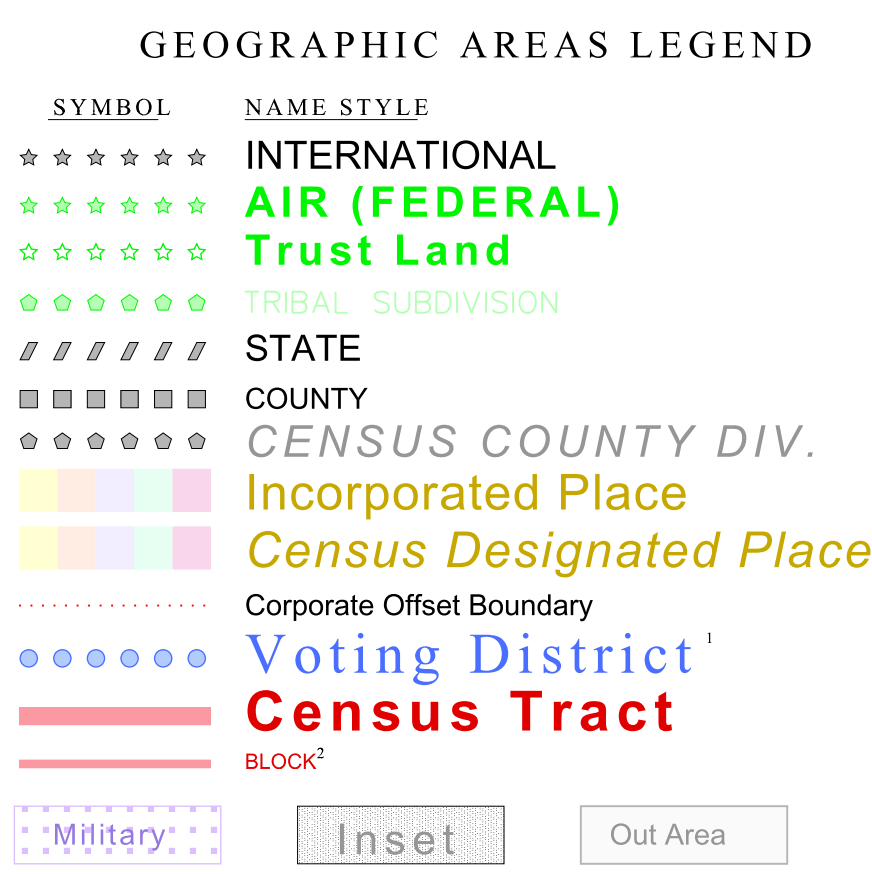 GEOGRAPHIC AREAS LEGEND
SYMBOL NAME STYLE
INTERNATIONAL
AIR (FEDERAL)
Trust Land
TRIBAL SUBDIVISION
STATE
COUNTY
CENSUS COUNTY DIV.
Incorporated Place
Census Designated Place
Corporate Offset Boundary
Voting District 1
Census Tract
BLOCK2
Military Inset Out Area